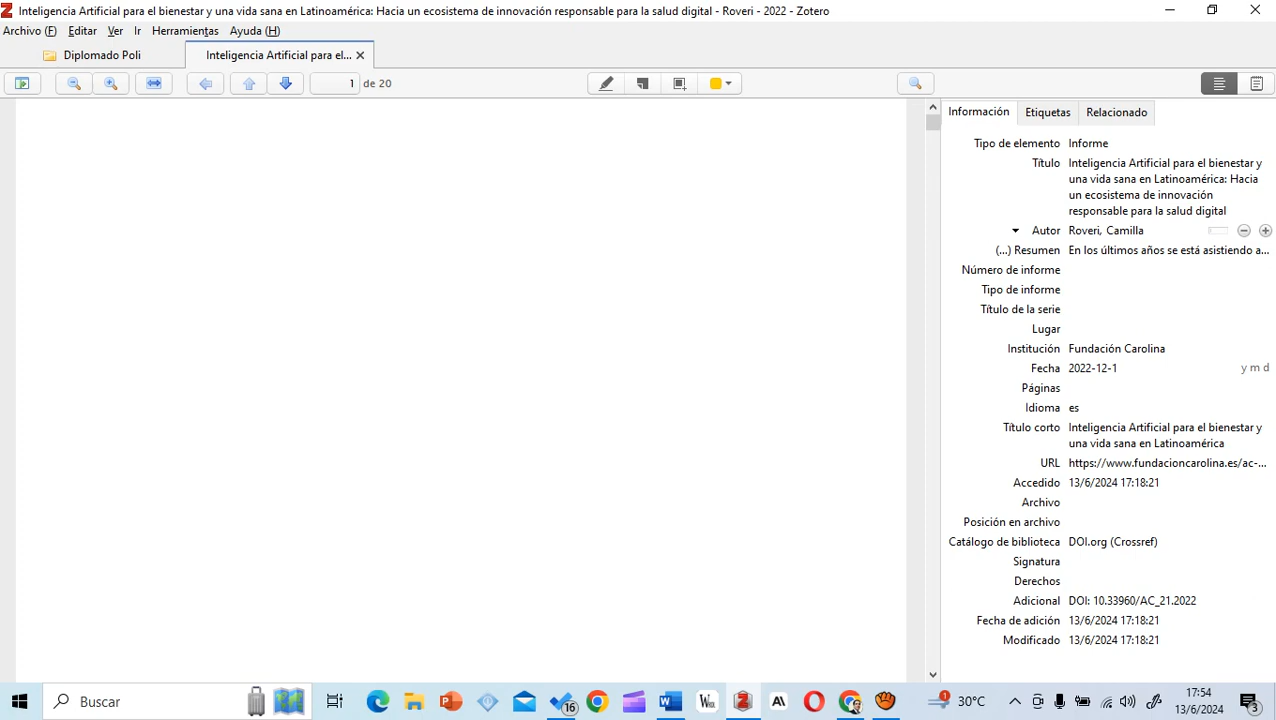 Inteligencia Artificial para el bienestar y una vida sana en Latinoamérica: Hacia un ecosistema de innovación responsable para la salud digital - Roveri - 2022 - Zotero
Archivo (F) Editar Ver Ir Herramientas Ayuda (H)
Diplomado Poli Inteligencia Artificial para el...
1 de 20
Información Etiquetas Relacionado
Tipo de elemento Informe
Título Inteligencia Artificial para el bienestar y
una vida sana en Latinoamérica: Hacia
un ecosistema de innovación
responsable para la salud digital
Autor Roveri, Camilla
(...) Resumen En los últimos años se está asistiendo a...
Número de informe
Tipo de informe
Título de la serie
Lugar
Institución Fundación Carolina
Fecha 2022-12-1 y m d
Páginas
Idioma es
Título corto Inteligencia Artificial para el bienestar y
una vida sana en Latinoamérica
URL https://www.fundacioncarolina.es/ac-...
Accedido 13/6/2024 17:18:21
Archivo
Posición en archivo
Catálogo de biblioteca DOI.org (Crossref)
Signatura
Derechos
Adicional DOI: 10.33960/AC_21.2022
Fecha de adición 13/6/2024 17:18:21
Modificado 13/6/2024 17:18:21
Buscar 16 1 30°C 17:54
13/6/2024 3